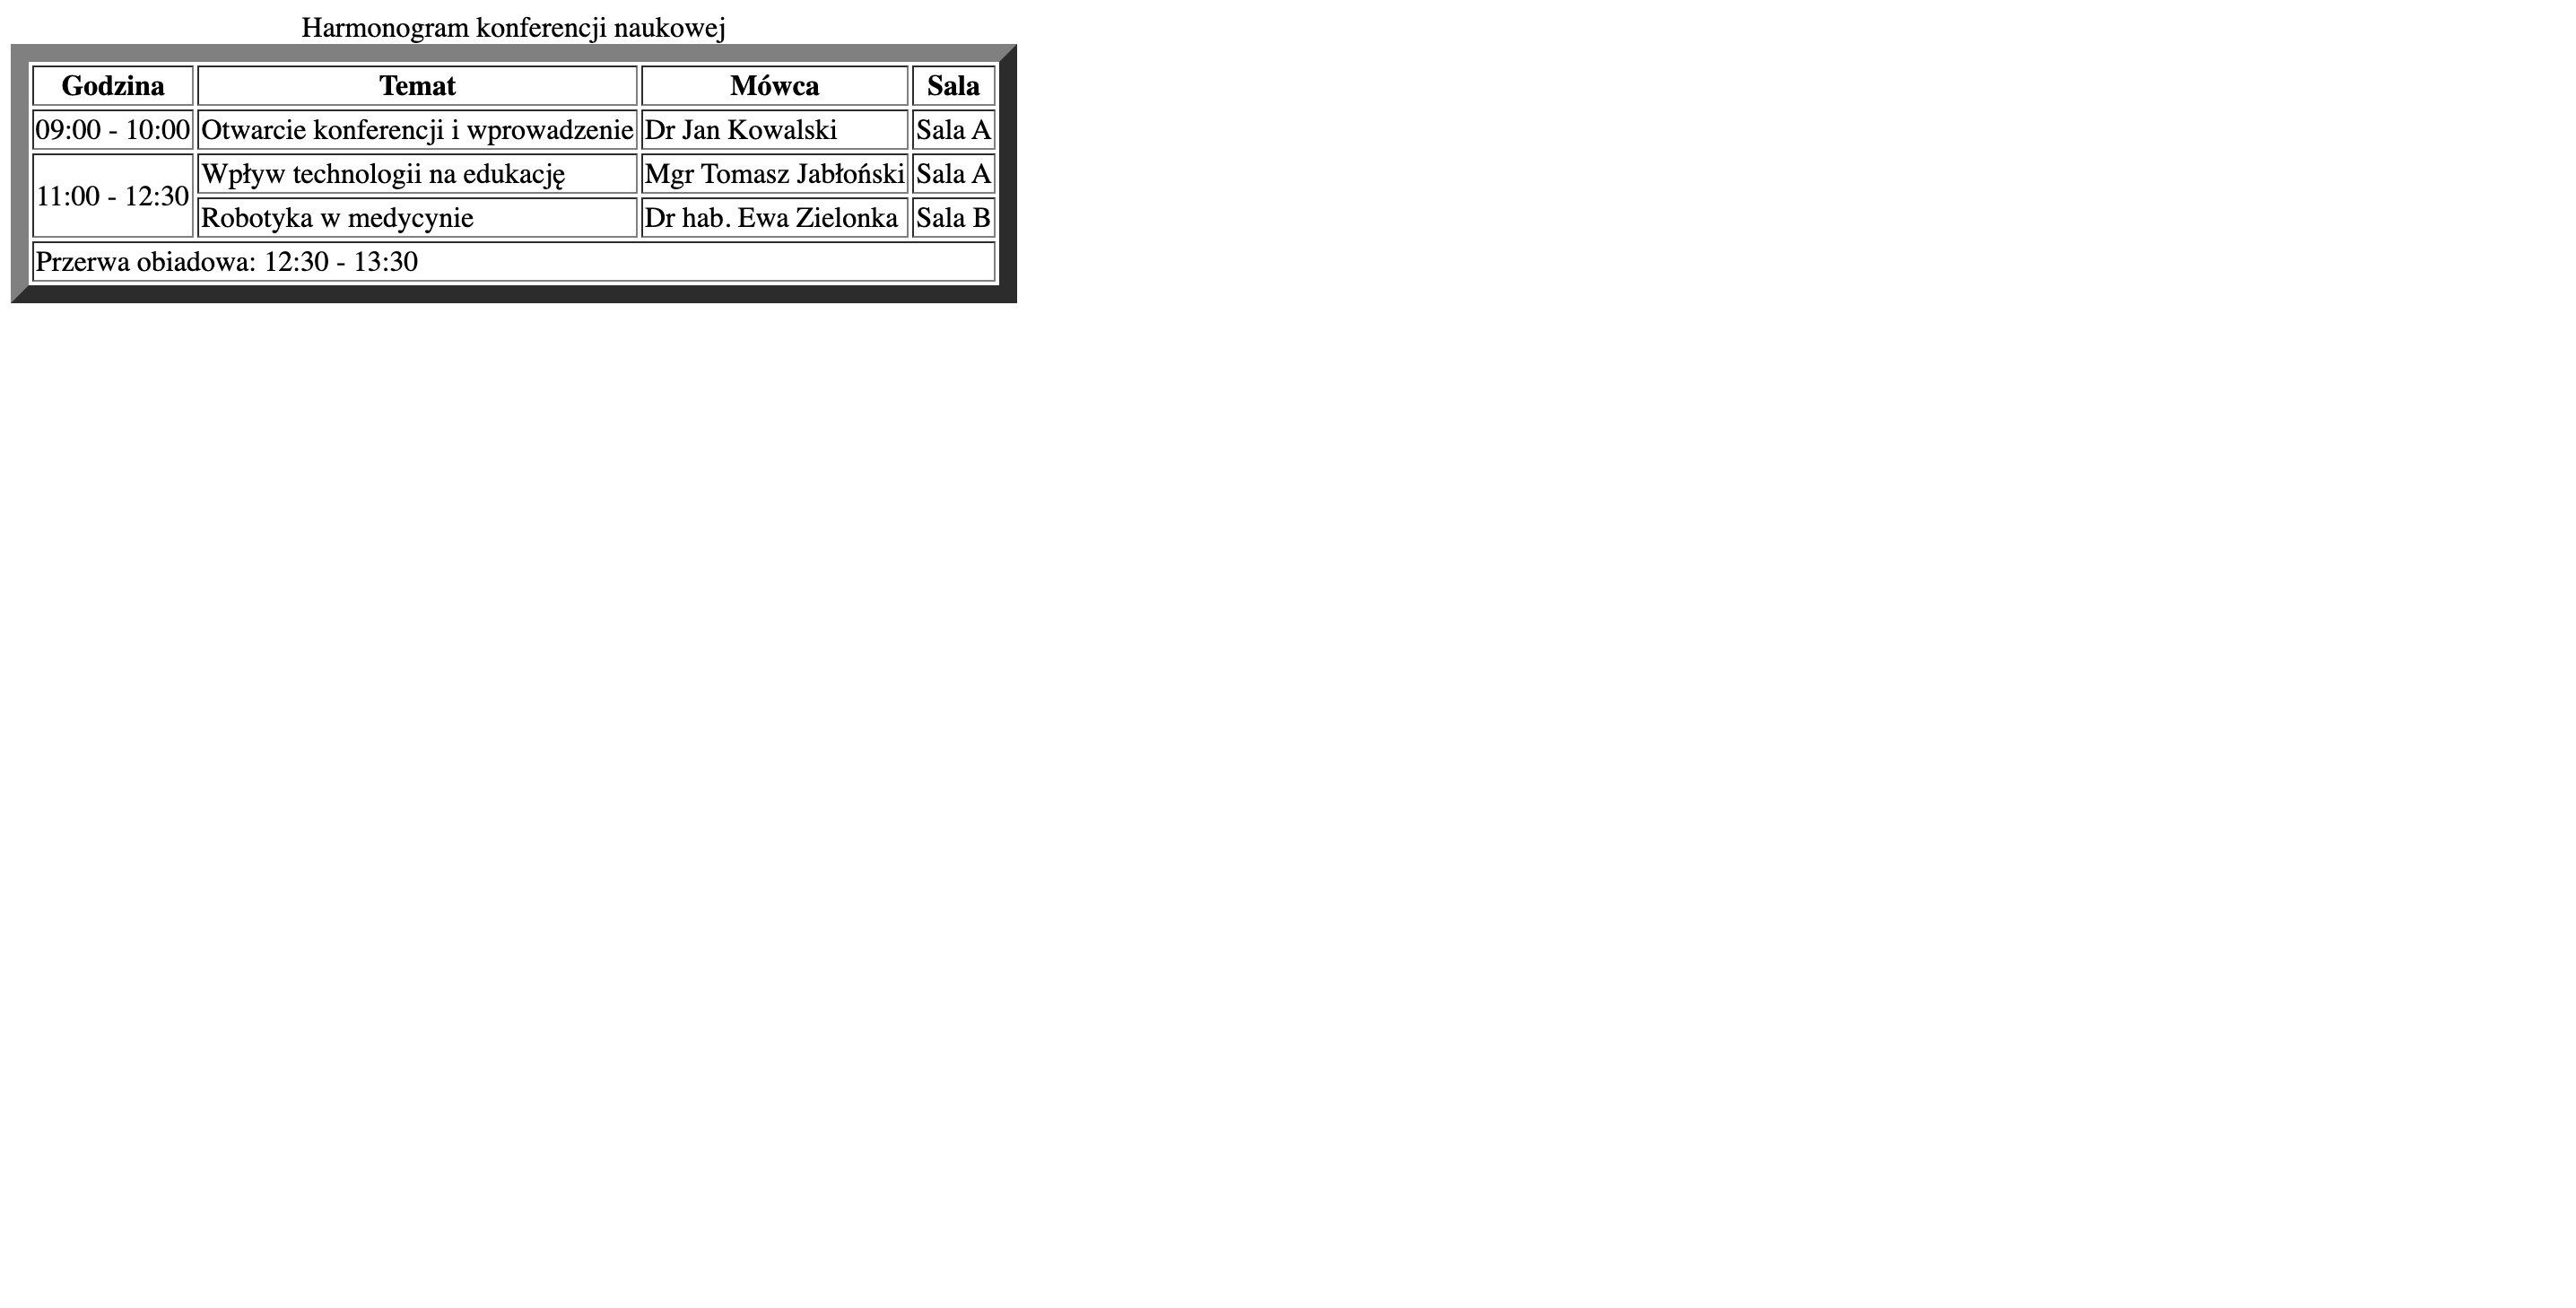 Harmonogram konferencji naukowej
Godzina Temat Mówca Sala
09:00 - 10:00 Otwarcie konferencji i wprowadzenie Dr Jan Kowalski Sala A
11:00 - 12:30 Wpływ technologii na edukację Mgr Tomasz Jabłoński Sala A
Robotyka w medycynie Dr hab. Ewa Zielonka Sala B
Przerwa obiadowa: 12:30 - 13:30